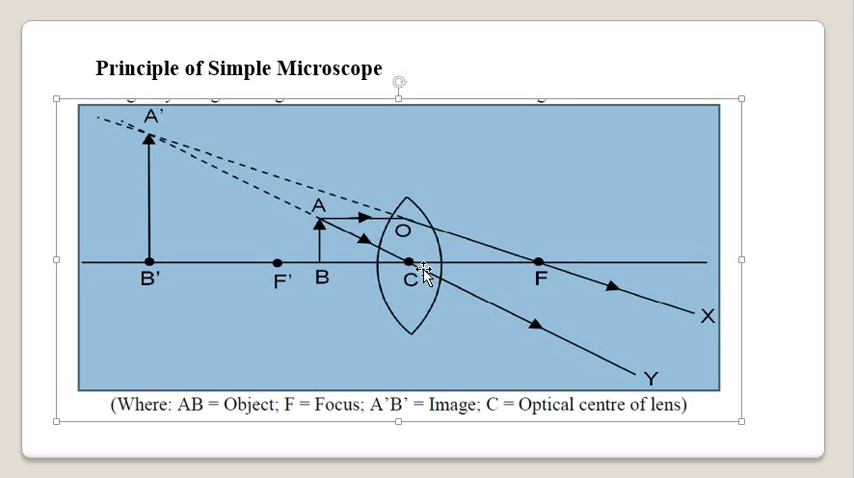 Principle of Simple Microscope
A'
A
O
B'
F'
B
C
F
X
Y
(Where: AB = Object; F = Focus; A’B’ = Image; C = Optical centre of lens)